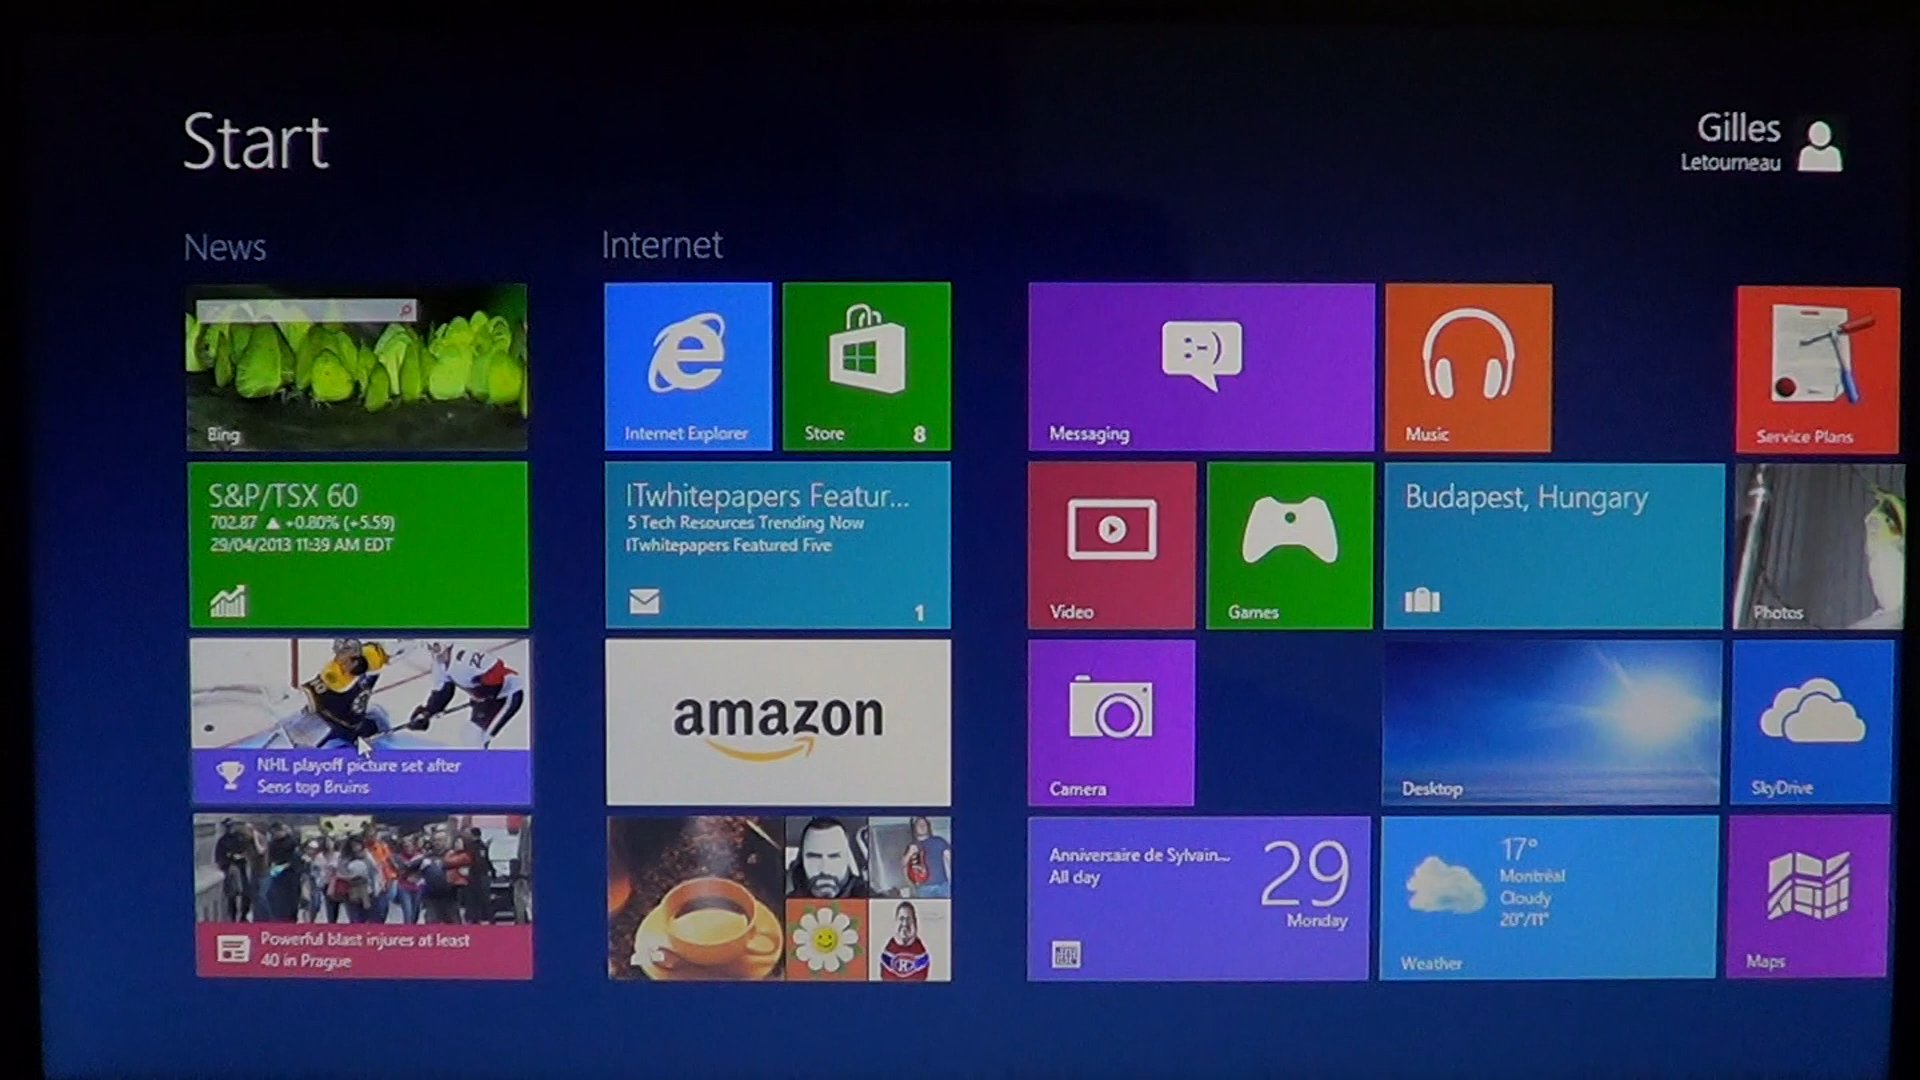 Start
Gilles
Letourneau
News
Internet
Bing
Internet Explorer
Store
8
Messaging
Music
Service Plans
S&P/TSX 60
702.87 ▲ +0.80% (+5.59)
29/04/2013 11:39 AM EDT
ITwhitepapers Featur...
5 Tech Resources Trending Now
ITwhitepapers Featured Five
1
Video
Games
Budapest, Hungary
Photos
NHL playoff picture set after
Sens top Bruins
amazon
Camera
Desktop
SkyDrive
Powerful blast injures at least
40 in Prague
Anniversaire de Sylvain...
All day
29
Monday
17°
Montréal
Cloudy
20°/11°
Weather
Maps